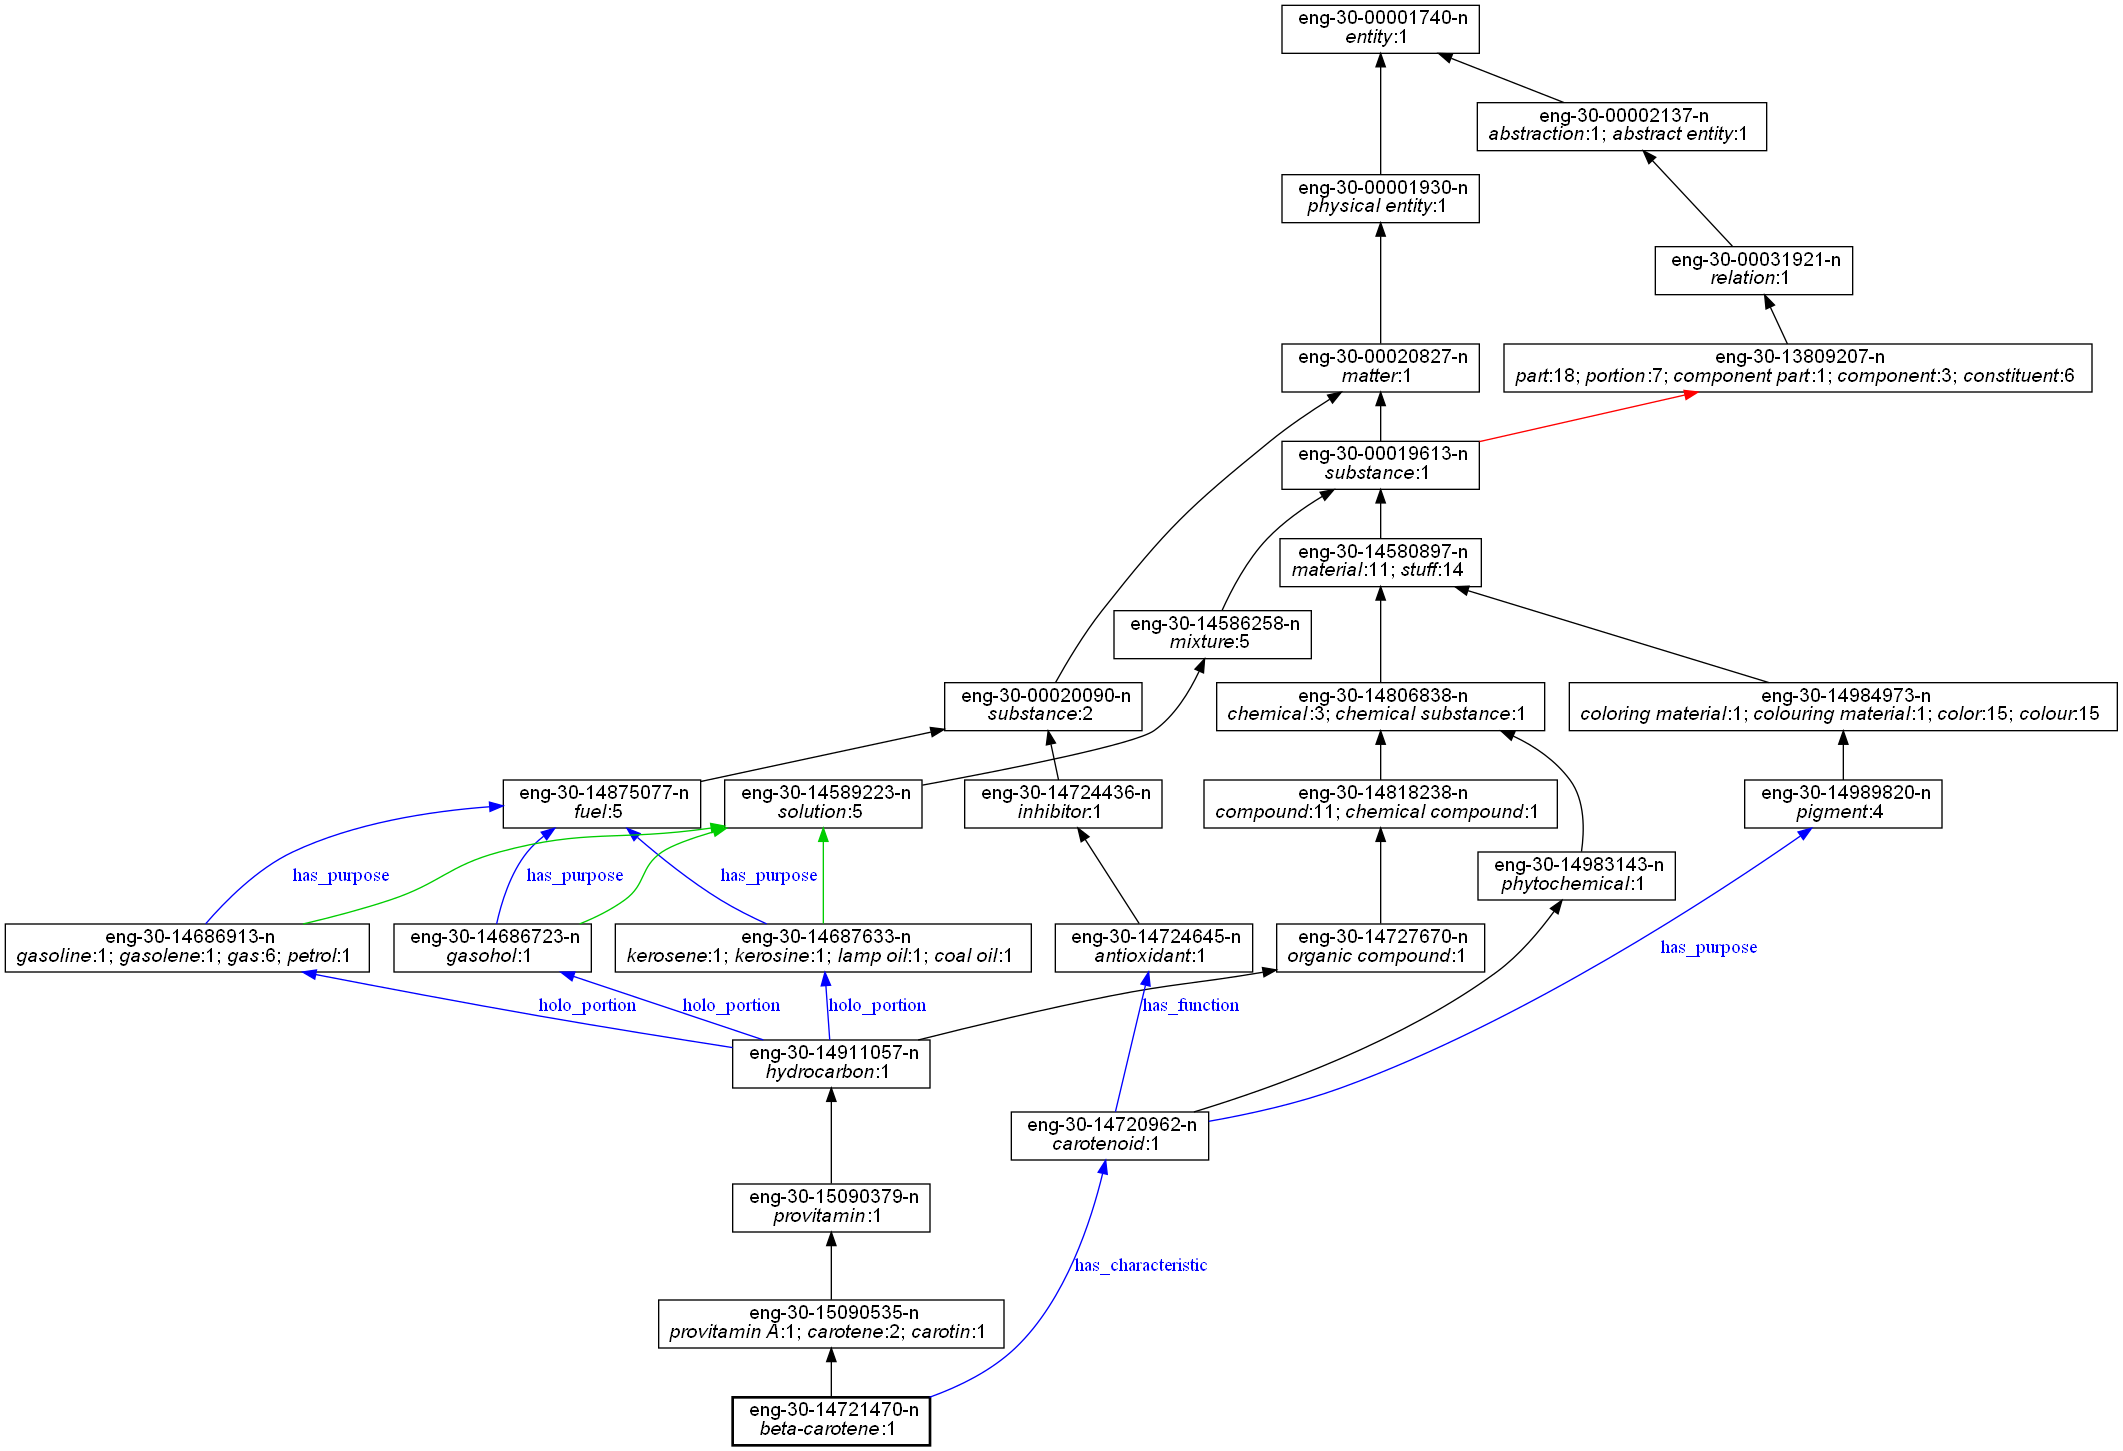 eng-30-00001740-n
entity:1
eng-30-00002137-n
abstraction:1; abstract entity:1
eng-30-00001930-n
physical entity:1
eng-30-00031921-n
relation:1
eng-30-00020827-n
matter:1
eng-30-13809207-n
part:18; portion:7; component part:1; component:3; constituent:6
eng-30-00019613-n
substance:1
eng-30-14580897-n
material:11; stuff:14
eng-30-14586258-n
mixture:5
eng-30-00020090-n
substance:2
eng-30-14806838-n
chemical:3; chemical substance:1
eng-30-14984973-n
coloring material:1; colouring material:1; color:15; colour:15
eng-30-14875077-n
fuel:5
eng-30-14589223-n
solution:5
eng-30-14724436-n
inhibitor:1
eng-30-14818238-n
compound:11; chemical compound:1
eng-30-14989820-n
pigment:4
has_purpose
has_purpose
has_purpose
eng-30-14983143-n
phytochemical:1
eng-30-14686913-n
gasoline:1; gasolene:1; gas:6; petrol:1
eng-30-14686723-n
gasohol:1
eng-30-14687633-n
kerosene:1; kerosine:1; lamp oil:1; coal oil:1
eng-30-14724645-n
antioxidant:1
eng-30-14727670-n
organic compound:1
has_purpose
holo_portion
holo_portion
holo_portion
has_function
eng-30-14911057-n
hydrocarbon:1
eng-30-14720962-n
carotenoid:1
eng-30-15090379-n
provitamin:1
has_characteristic
eng-30-15090535-n
provitamin A:1; carotene:2; carotin:1
eng-30-14721470-n
beta-carotene:1